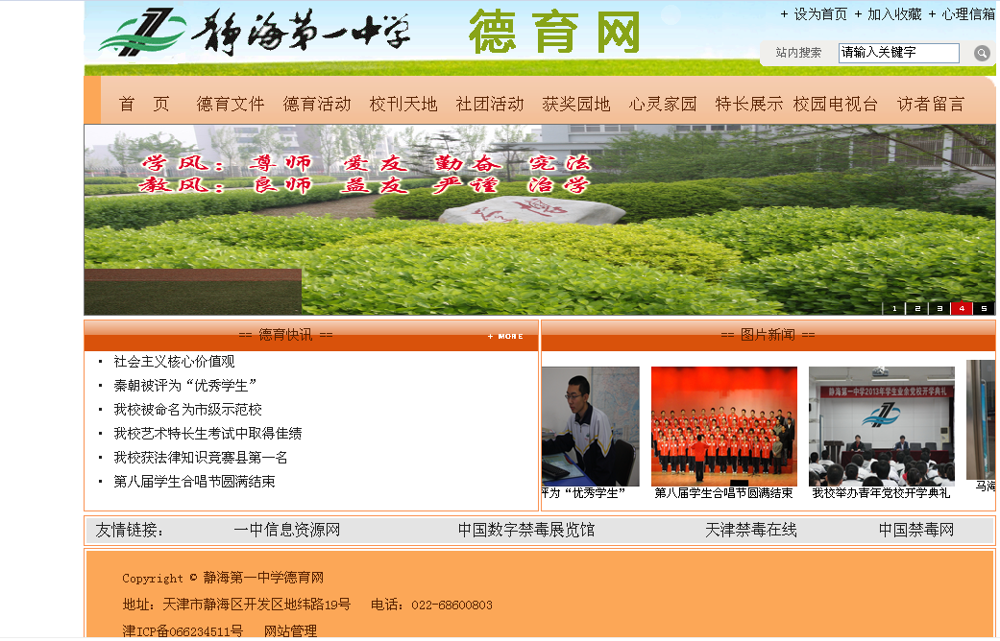 静海第一中学
德育网
+ 设为首页 + 加入收藏 + 心理信箱
站内搜索 请输入关键字
首 页 德育文件 德育活动 校刊天地 社团活动 获奖园地 心灵家园 特长展示 校园电视台 访者留言
学风：尊师 爱友 勤奋 宪法
教风：良师 益友 严谨 治学
1 2 3 4 5
== 德育快讯 ==
+ MORE
· 社会主义核心价值观
· 秦朝被评为“优秀学生”
· 我校被命名为市级示范校
· 我校艺术特长生考试中取得佳绩
· 我校获法律知识竞赛县第一名
· 第八届学生合唱节圆满结束
== 图片新闻 ==
静海第一中学2013年学生业余党校开学典礼
评为“优秀学生” 第八届学生合唱节圆满结束 我校举办青年党校开学典礼 马海
友情链接： 一中信息资源网 中国数字禁毒展览馆 天津禁毒在线 中国禁毒网
Copyright © 静海第一中学德育网
地址：天津市静海区开发区地纬路19号 电话：022-68600803
津ICP备066234511号 网站管理